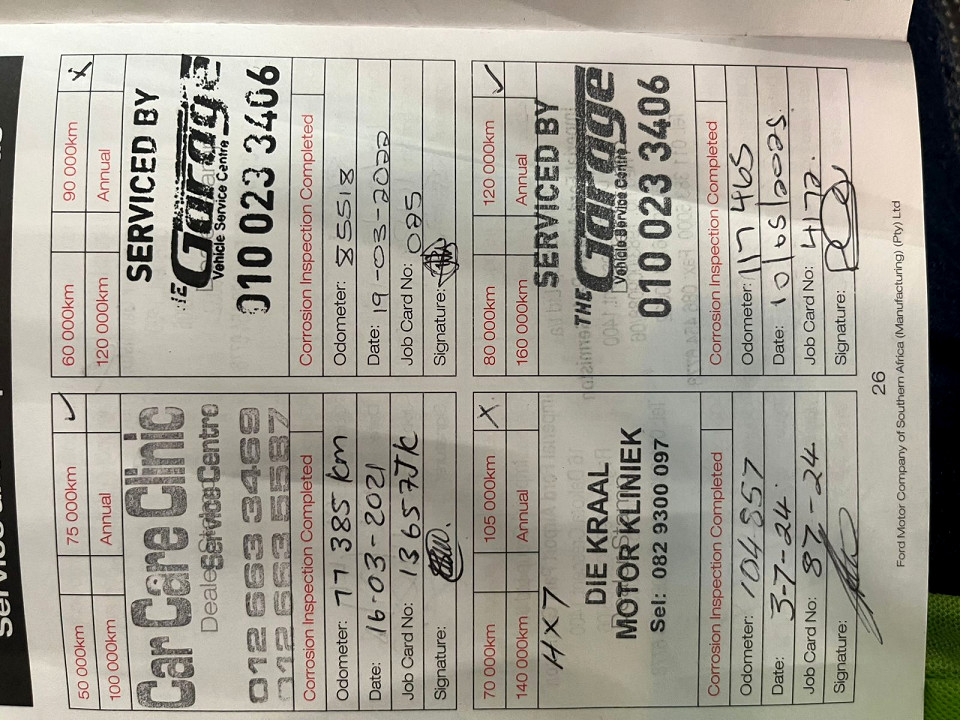 50 000km 75 000km ✓
100 000km Annual
Car Care Clinic
Service Centre
012 663 3469
012 663 5587
Corrosion Inspection Completed
Odometer: 77 385 km
Date: 16-03-2021
Job Card No: 13657JK
Signature:
60 000km 90 000km X
120 000km Annual
SERVICED BY
THE Garage
Vehicle Service Centre
010 023 3406
Corrosion Inspection Completed
Odometer: 85518
Date: 19-03-2022
Job Card No: 025
Signature:
70 000km 105 000km X
140 000km Annual
HX7
DIE KRAAL
MOTOR KLINIEK
Sel: 082 9300 097
Corrosion Inspection Completed
Odometer: 104 857
Date: 3-7-24
Job Card No: 87-24
Signature:
80 000km 120 000km ✓
160 000km Annual
SERVICED BY
THE Garage
Vehicle Service Centre
010 023 3406
Corrosion Inspection Completed
Odometer: 117 465
Date: 10/05/2025
Job Card No: 4172.
Signature:
26
Ford Motor Company of Southern Africa (Manufacturing) (Pty) Ltd